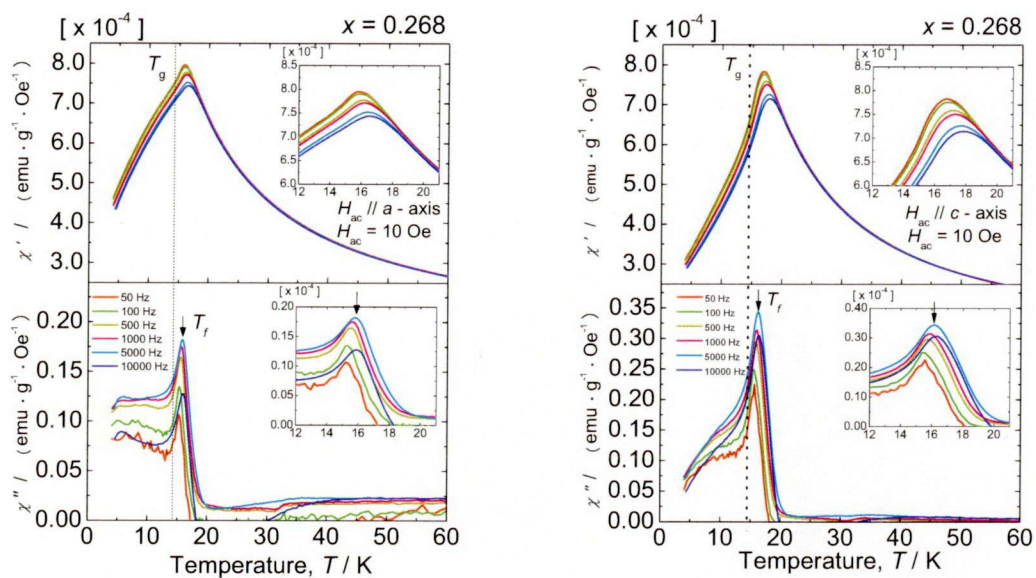 [ x 10⁻⁴]
x = 0.268
8.0
7.0
6.0
5.0
4.0
3.0
χ′ / (emu · g⁻¹ · Oe⁻¹)
T_g
[ x 10⁻⁴]
8.5
8.0
7.5
7.0
6.5
6.0
12 14 16 18 20
H_ac // a - axis
H_ac = 10 Oe
0.20
0.15
0.10
0.05
0.00
χ″ / (emu · g⁻¹ · Oe⁻¹)
50 Hz
100 Hz
500 Hz
1000 Hz
5000 Hz
10000 Hz
T_f
[ x 10⁻⁴]
0.20
0.15
0.10
0.05
0.00
12 14 16 18 20
0 10 20 30 40 50 60
Temperature, T / K
[ x 10⁻⁴]
x = 0.268
8.0
7.0
6.0
5.0
4.0
3.0
χ′ / (emu · g⁻¹ · Oe⁻¹)
T_g
[ x 10⁻⁴]
8.5
8.0
7.5
7.0
6.5
6.0
12 14 16 18 20
H_ac // c - axis
H_ac = 10 Oe
0.35
0.30
0.25
0.20
0.15
0.10
0.05
0.00
χ″ / (emu · g⁻¹ · Oe⁻¹)
50 Hz
100 Hz
500 Hz
1000 Hz
5000 Hz
10000 Hz
T_f
[ x 10⁻⁴]
0.40
0.30
0.20
0.10
0.00
12 14 16 18 20
0 10 20 30 40 50 60
Temperature, T / K